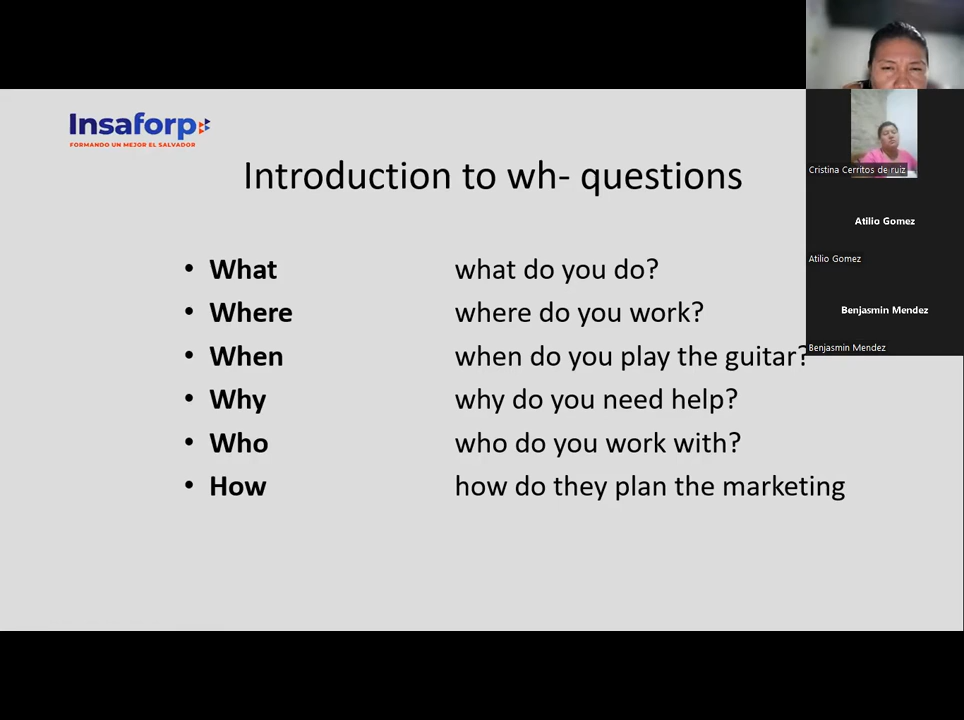 Insaforp
FORMANDO UN MEJOR EL SALVADOR
Introduction to wh- questions
• What what do you do?
• Where where do you work?
• When when do you play the guitar?
• Why why do you need help?
• Who who do you work with?
• How how do they plan the marketing
Cristina Cerritos de ruiz
Atilio Gomez
Atilio Gomez
Benjasmin Mendez
Benjasmin Mendez